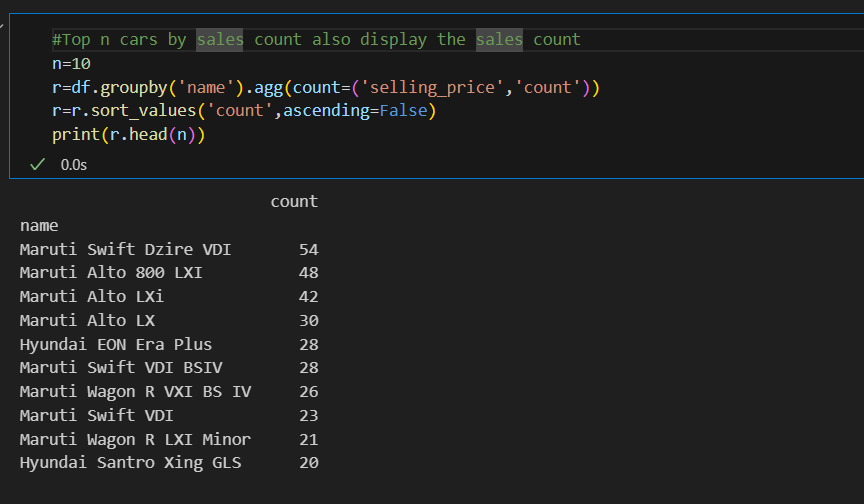 #Top n cars by sales count also display the sales count
n=10
r=df.groupby('name').agg(count=('selling_price','count'))
r=r.sort_values('count',ascending=False)
print(r.head(n))
0.0s
count
name
Maruti Swift Dzire VDI 54
Maruti Alto 800 LXI 48
Maruti Alto LXi 42
Maruti Alto LX 30
Hyundai EON Era Plus 28
Maruti Swift VDI BSIV 28
Maruti Wagon R VXI BS IV 26
Maruti Swift VDI 23
Maruti Wagon R LXI Minor 21
Hyundai Santro Xing GLS 20